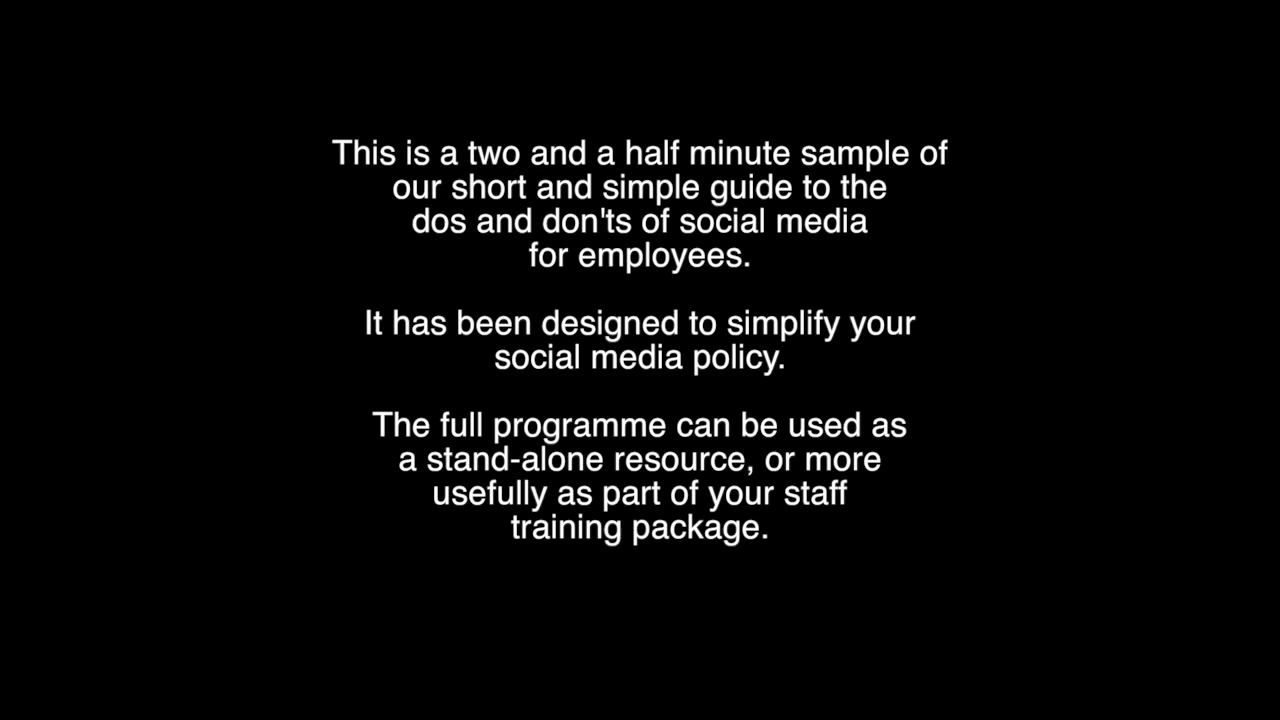 This is a two and a half minute sample of
our short and simple guide to the
dos and don'ts of social media
for employees.
It has been designed to simplify your
social media policy.
The full programme can be used as
a stand-alone resource, or more
usefully as part of your staff
training package.